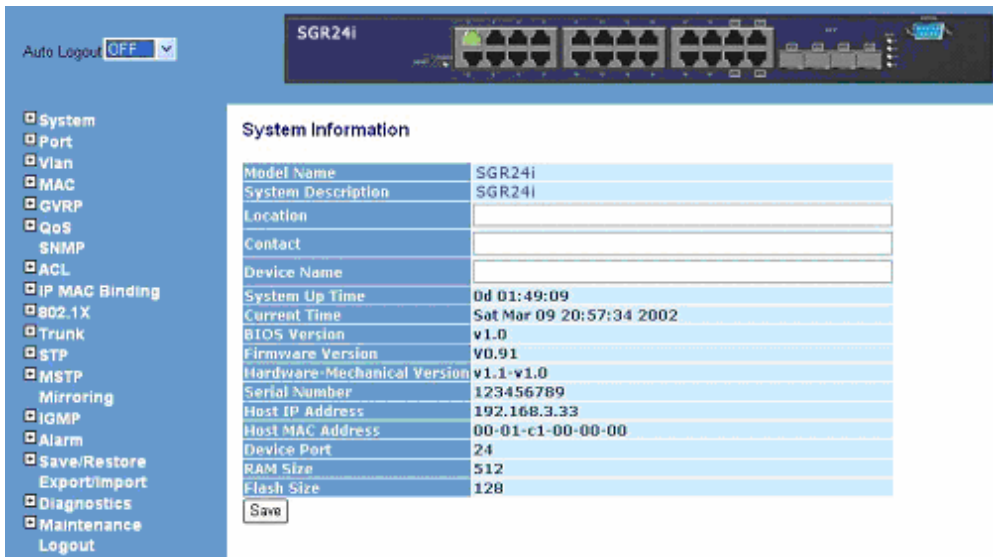 Auto Logout OFF
SGR24i
System
Port
Vlan
MAC
GVRP
QoS
SNMP
ACL
IP MAC Binding
802.1X
Trunk
STP
MSTP
Mirroring
IGMP
Alarm
Save/Restore
Export/Import
Diagnostics
Maintenance
Logout
System Information
Model Name SGR24i
System Description SGR24i
Location
Contact
Device Name
System Up Time 0d 01:49:09
Current Time Sat Mar 09 20:57:34 2002
BIOS Version v1.0
Firmware Version V0.91
Hardware-Mechanical Version v1.1-v1.0
Serial Number 123456789
Host IP Address 192.168.3.33
Host MAC Address 00-01-c1-00-00-00
Device Port 24
RAM Size 512
Flash Size 128
Save